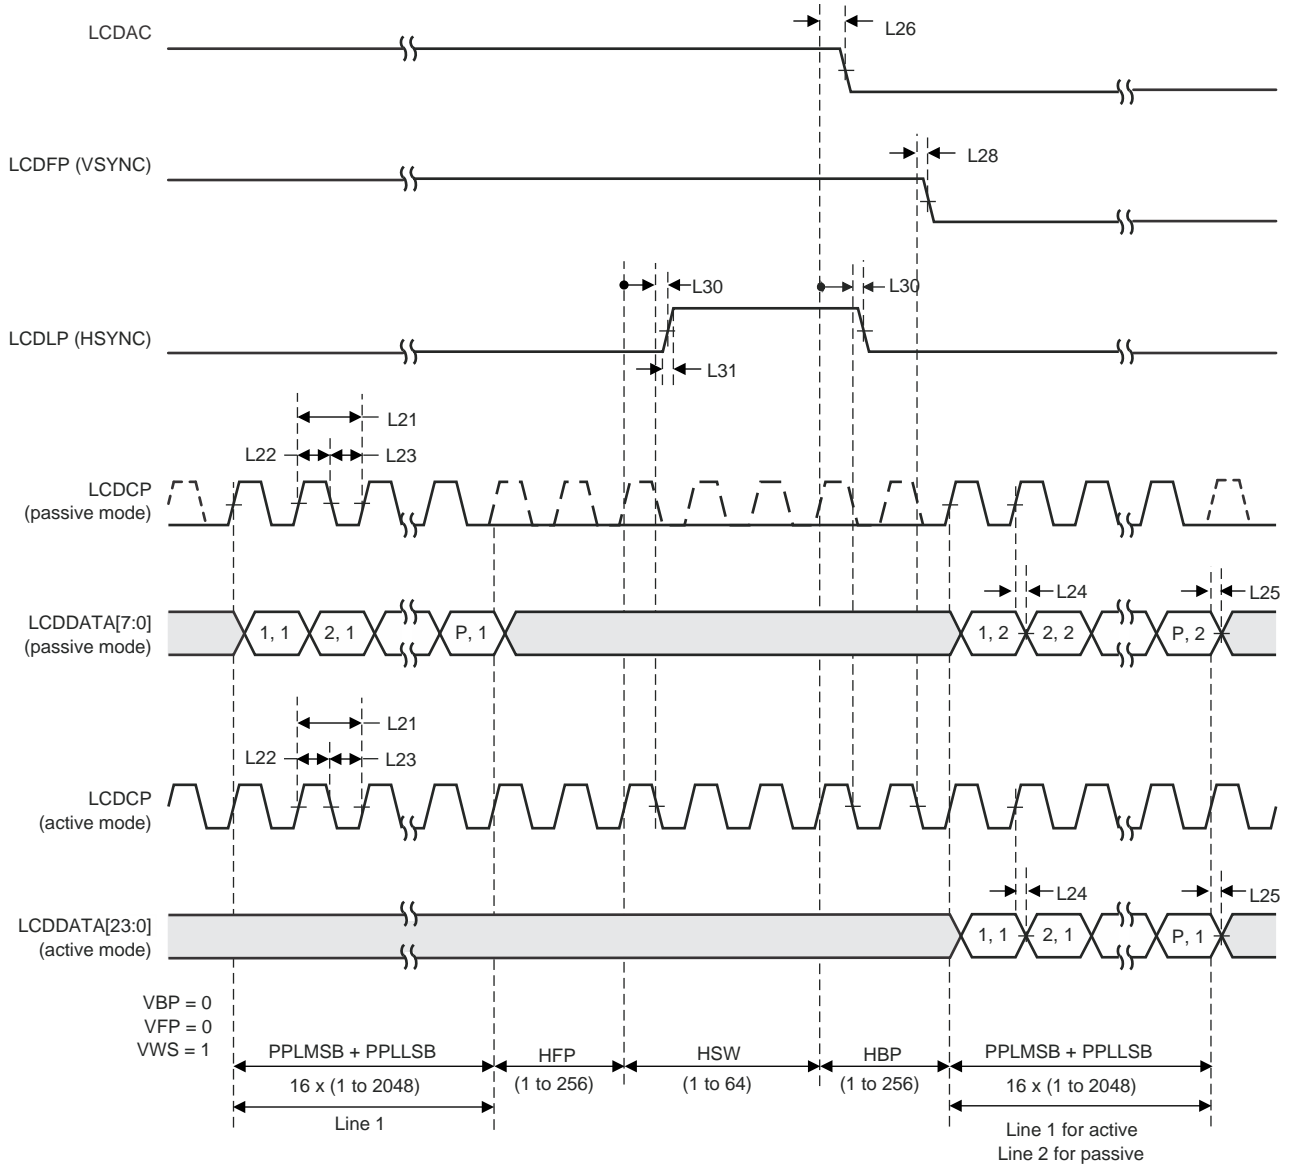 LCDAC
L26
LCDFP (VSYNC)
L28
L30
L30
LCDLP (HSYNC)
L31
L21
L22
L23
LCDCP
(passive mode)
L24
L25
LCDDATA[7:0]
(passive mode)
1, 1
2, 1
P, 1
1, 2
2, 2
P, 2
L21
L22
L23
LCDCP
(active mode)
L24
L25
LCDDATA[23:0]
(active mode)
1, 1
2, 1
P, 1
VBP = 0
VFP = 0
VWS = 1
PPLMSB + PPLLSB
16 x (1 to 2048)
Line 1
HFP
(1 to 256)
HSW
(1 to 64)
HBP
(1 to 256)
PPLMSB + PPLLSB
16 x (1 to 2048)
Line 1 for active
Line 2 for passive